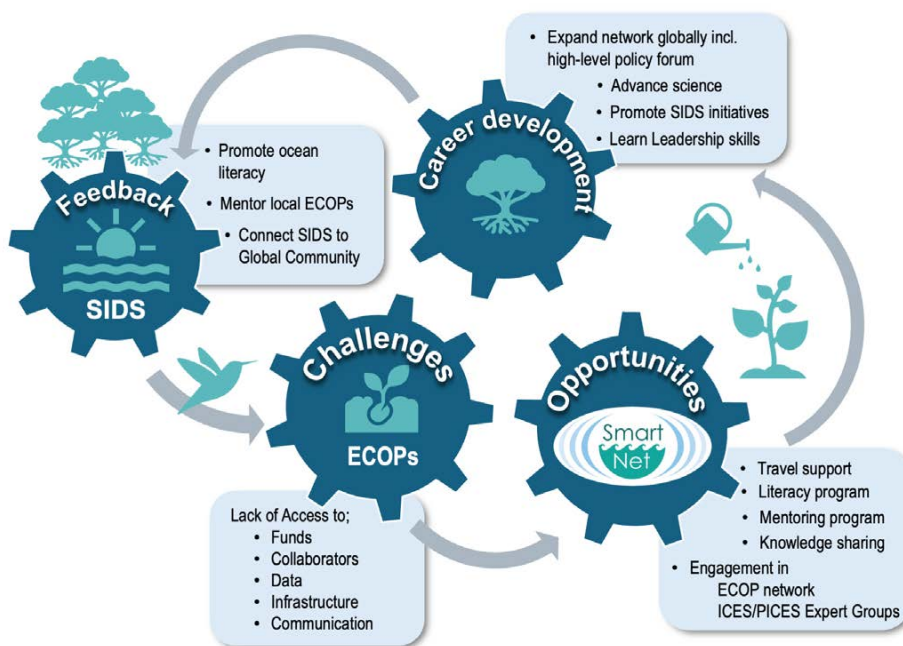 • Expand network globally incl.
high-level policy forum
• Advance science
• Promote SIDS initiatives
• Learn Leadership skills
Career development
Feedback
SIDS
• Promote ocean
literacy
• Mentor local ECOPs
• Connect SIDS to
Global Community
Challenges
ECOPs
Lack of Access to;
• Funds
• Collaborators
• Data
• Infrastructure
• Communication
Opportunities
Smart
Net
• Travel support
• Literacy program
• Mentoring program
• Knowledge sharing
• Engagement in
ECOP network
ICES/PICES Expert Groups